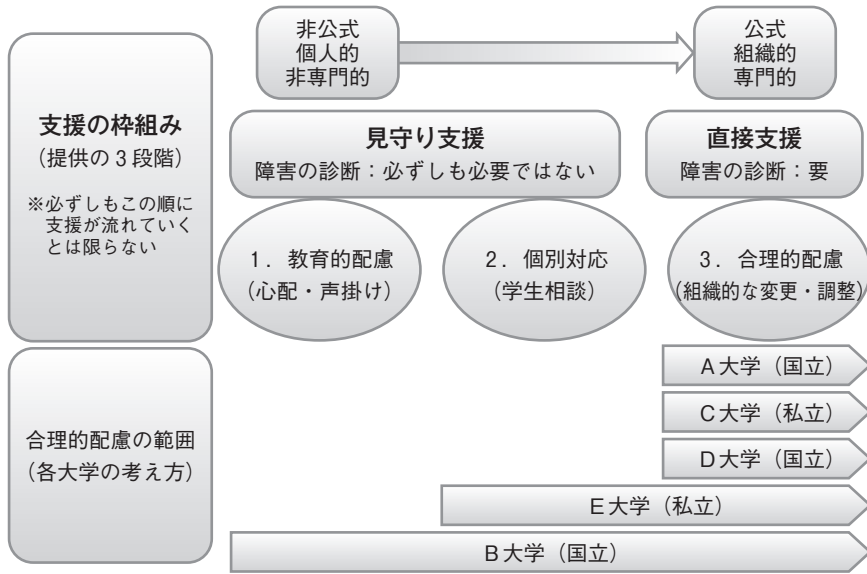 非公式
個人的
非専門的
公式
組織的
専門的
支援の枠組み
(提供の3段階)
※必ずしもこの順に
支援が流れていく
とは限らない
見守り支援
障害の診断：必ずしも必要ではない
直接支援
障害の診断：要
1．教育的配慮
(心配・声掛け)
2．個別対応
(学生相談)
3．合理的配慮
(組織的な変更・調整)
合理的配慮の範囲
(各大学の考え方)
A大学（国立）
C大学（私立）
D大学（国立）
E大学（私立）
B大学（国立）